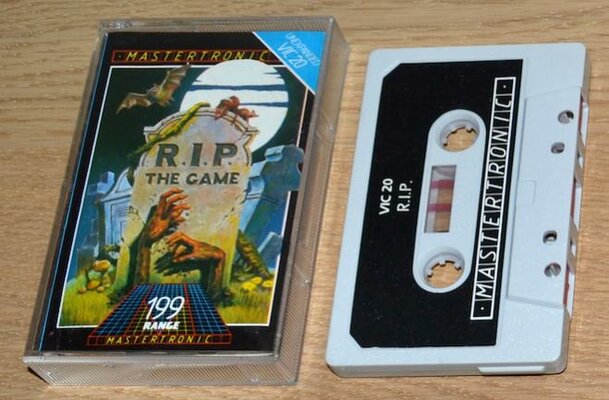 MASTERTRONIC
UNEXPANDED
VIC 20
R.I.P.
THE GAME
199
RANGE
MASTERTRONIC
VIC 20
R.I.P.
MASTERTRONIC